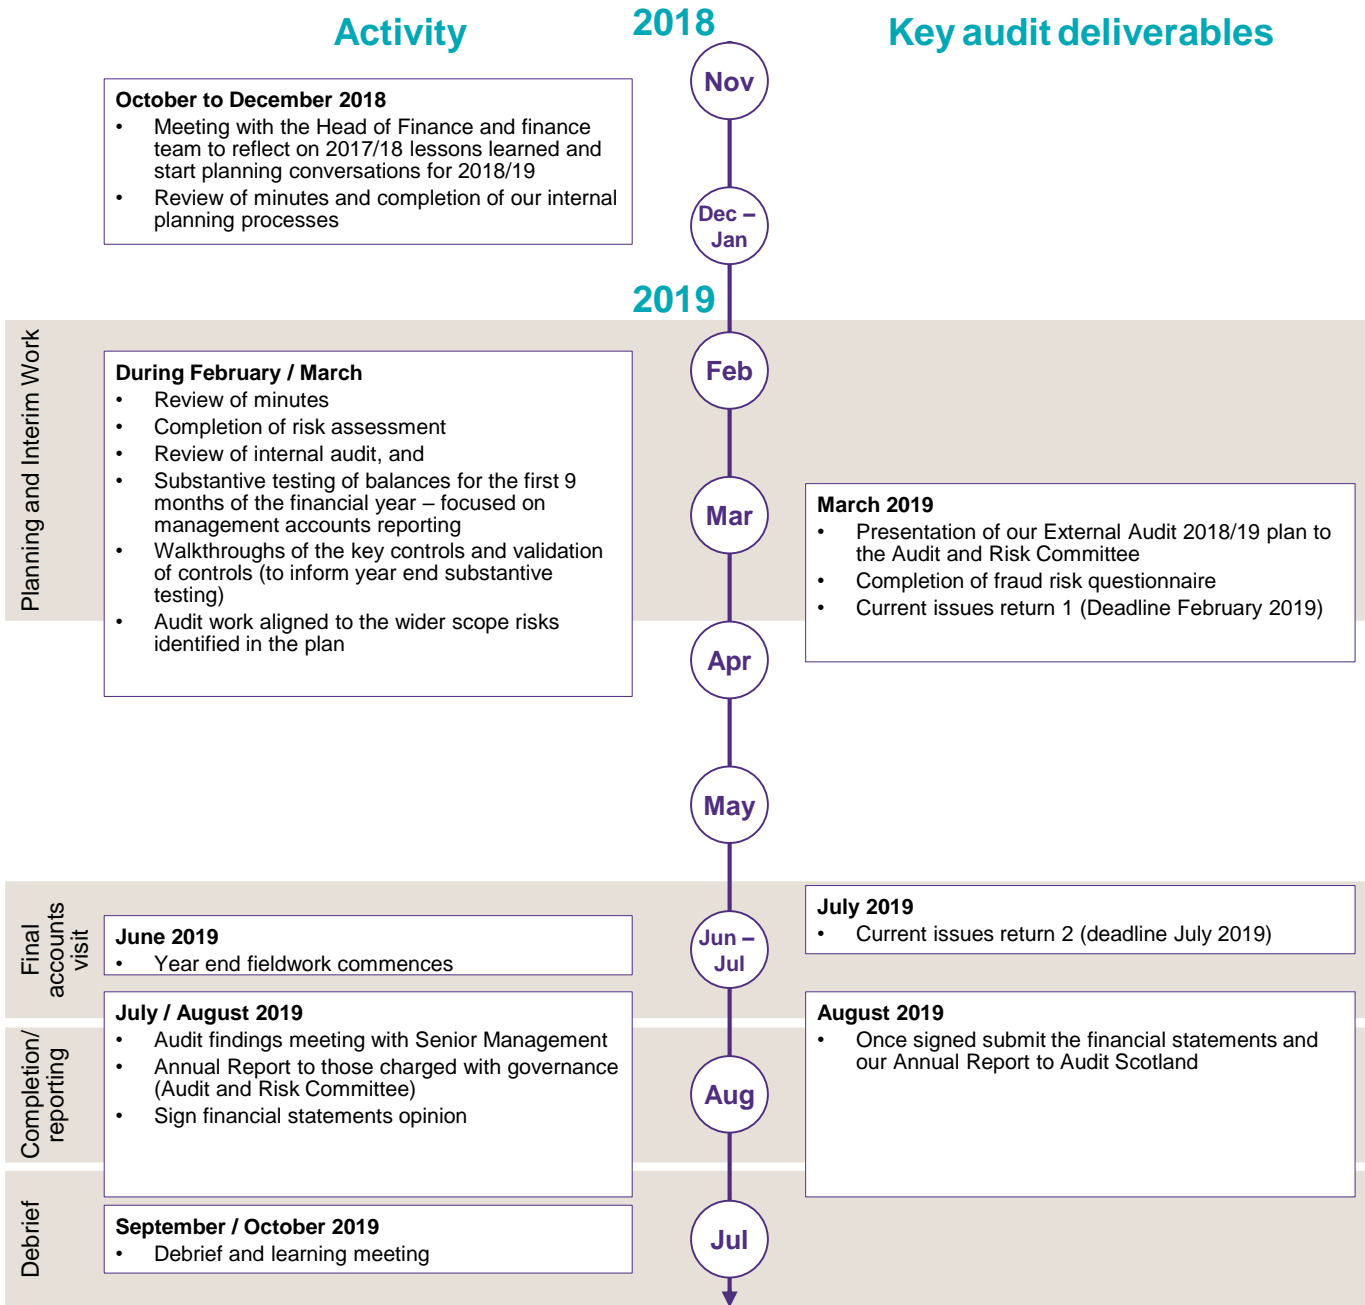 Activity
2018
Key audit deliverables
Nov
October to December 2018
• Meeting with the Head of Finance and finance
team to reflect on 2017/18 lessons learned and
start planning conversations for 2018/19
• Review of minutes and completion of our internal
planning processes
Dec –
Jan
2019
Planning and Interim Work
Feb
During February / March
• Review of minutes
• Completion of risk assessment
• Review of internal audit, and
• Substantive testing of balances for the first 9
months of the financial year – focused on
management accounts reporting
• Walkthroughs of the key controls and validation
of controls (to inform year end substantive
testing)
• Audit work aligned to the wider scope risks
identified in the plan
Mar
March 2019
• Presentation of our External Audit 2018/19 plan to
the Audit and Risk Committee
• Completion of fraud risk questionnaire
• Current issues return 1 (Deadline February 2019)
Apr
May
Final
accounts
visit
June 2019
• Year end fieldwork commences
Jun –
Jul
July 2019
• Current issues return 2 (deadline July 2019)
Completion/
reporting
July / August 2019
• Audit findings meeting with Senior Management
• Annual Report to those charged with governance
(Audit and Risk Committee)
• Sign financial statements opinion
Aug
August 2019
• Once signed submit the financial statements and
our Annual Report to Audit Scotland
Debrief
September / October 2019
• Debrief and learning meeting
Jul